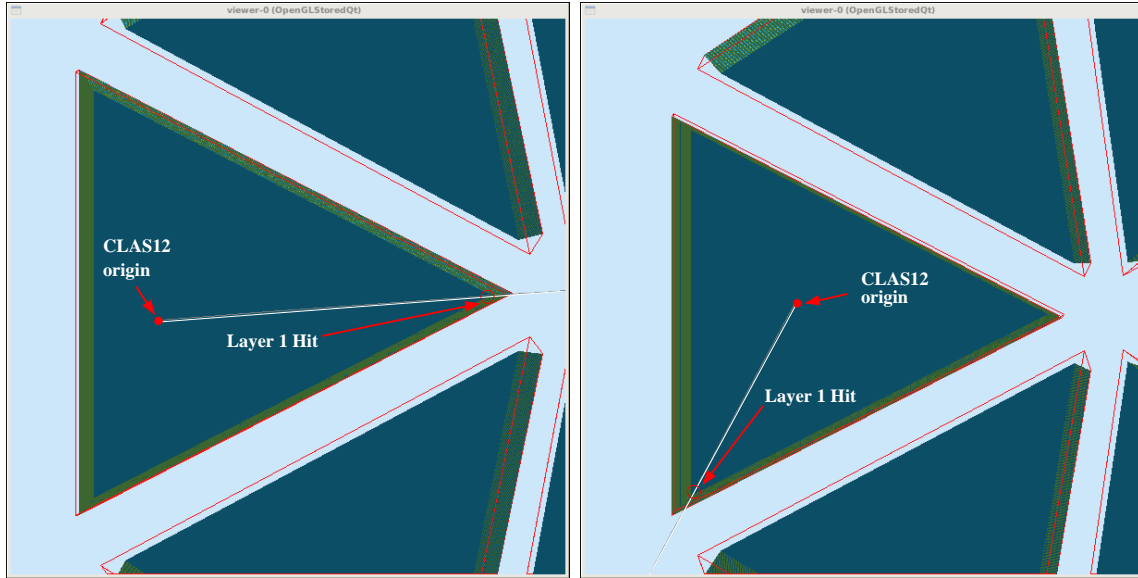 viewer-0 (OpenGLStoredQt)
CLAS12
origin
Layer 1 Hit
viewer-0 (OpenGLStoredQt)
CLAS12
origin
Layer 1 Hit